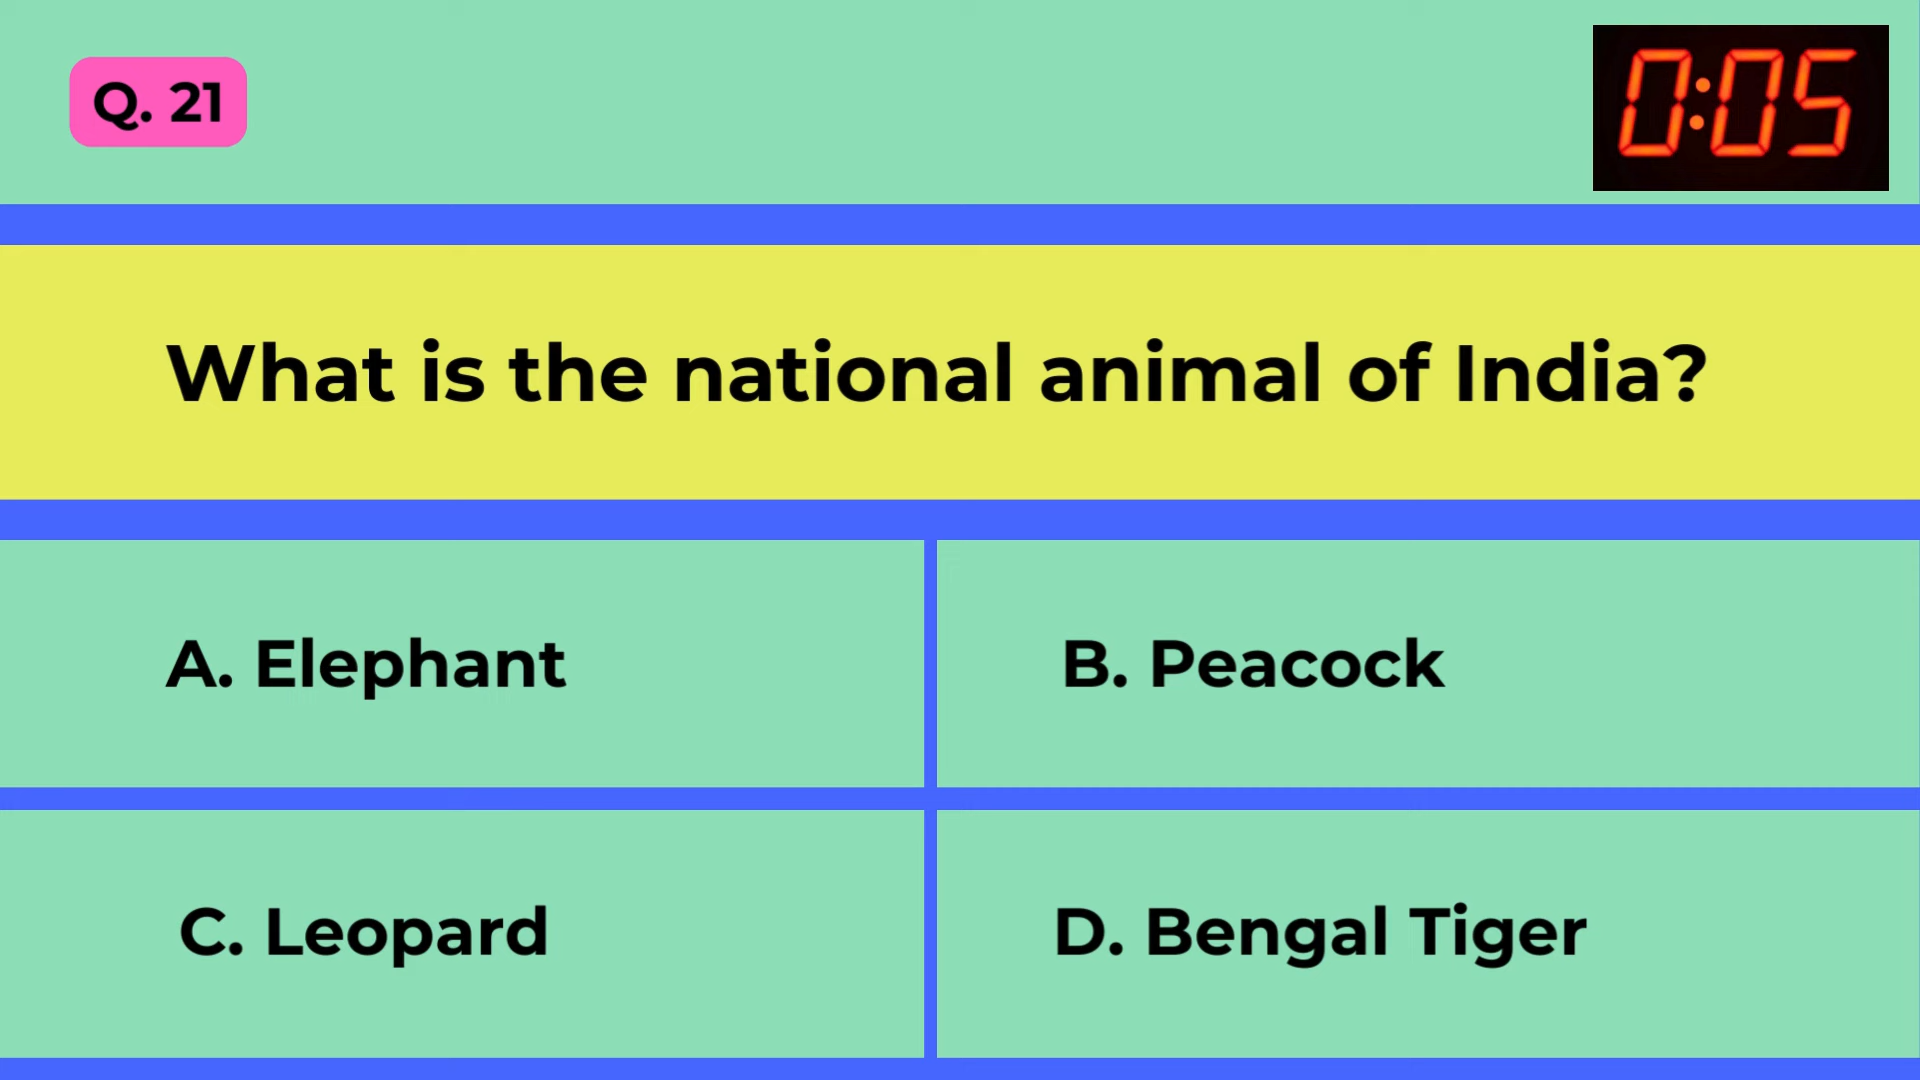 Q. 21
0:05
What is the national animal of India?
A. Elephant
B. Peacock
C. Leopard
D. Bengal Tiger